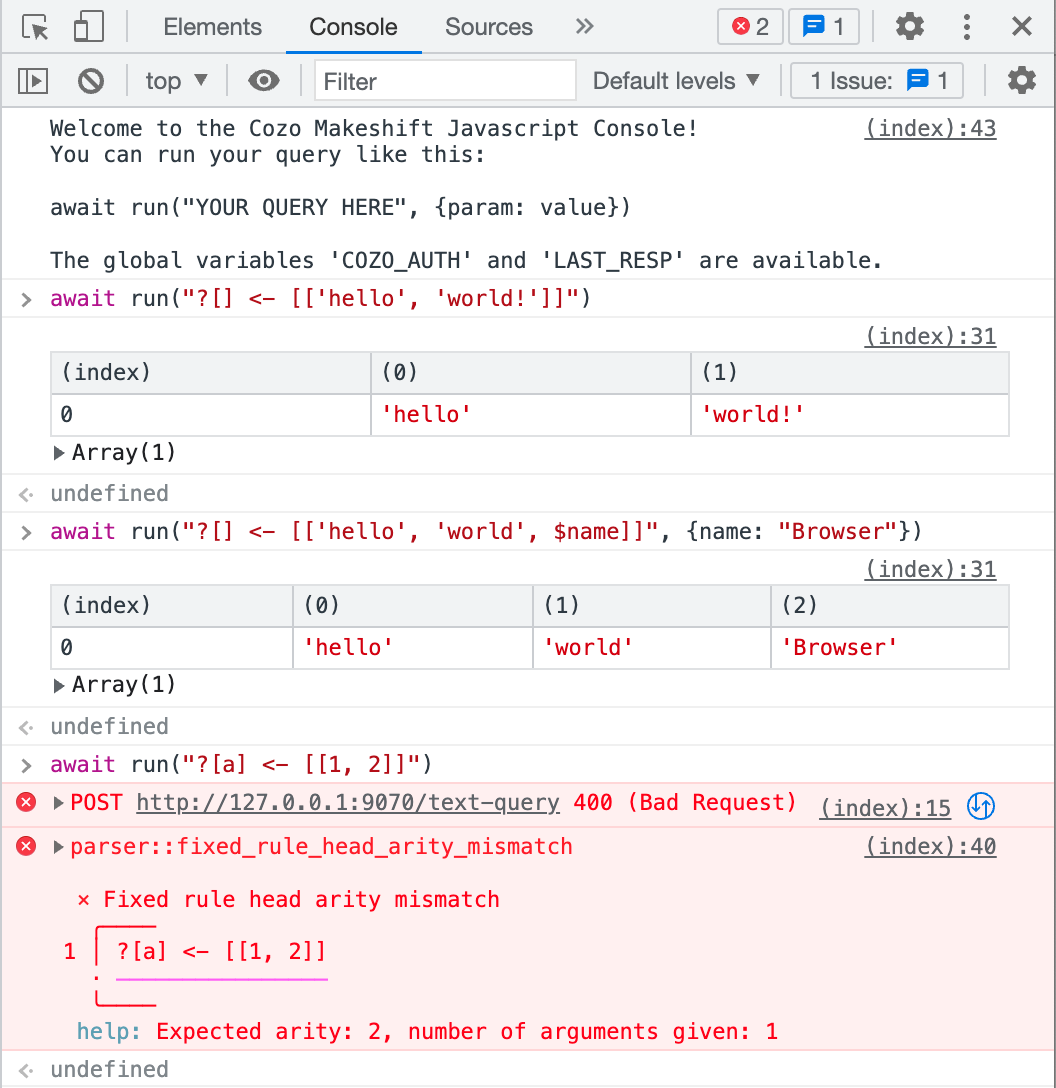 Elements Console Sources 2 1
top Filter Default levels 1 Issue: 1
Welcome to the Cozo Makeshift Javascript Console! (index):43
You can run your query like this:
await run("YOUR QUERY HERE", {param: value})
The global variables 'COZO_AUTH' and 'LAST_RESP' are available.
await run("?[] <- [['hello', 'world!']]")
(index):31
(index) (0) (1)
0 'hello' 'world!'
Array(1)
undefined
await run("?[] <- [['hello', 'world', $name]]", {name: "Browser"})
(index):31
(index) (0) (1) (2)
0 'hello' 'world' 'Browser'
Array(1)
undefined
await run("?[a] <- [[1, 2]]")
POST http://127.0.0.1:9070/text-query 400 (Bad Request) (index):15
parser::fixed_rule_head_arity_mismatch (index):40
× Fixed rule head arity mismatch
1 │ ?[a] <- [[1, 2]]
help: Expected arity: 2, number of arguments given: 1
undefined